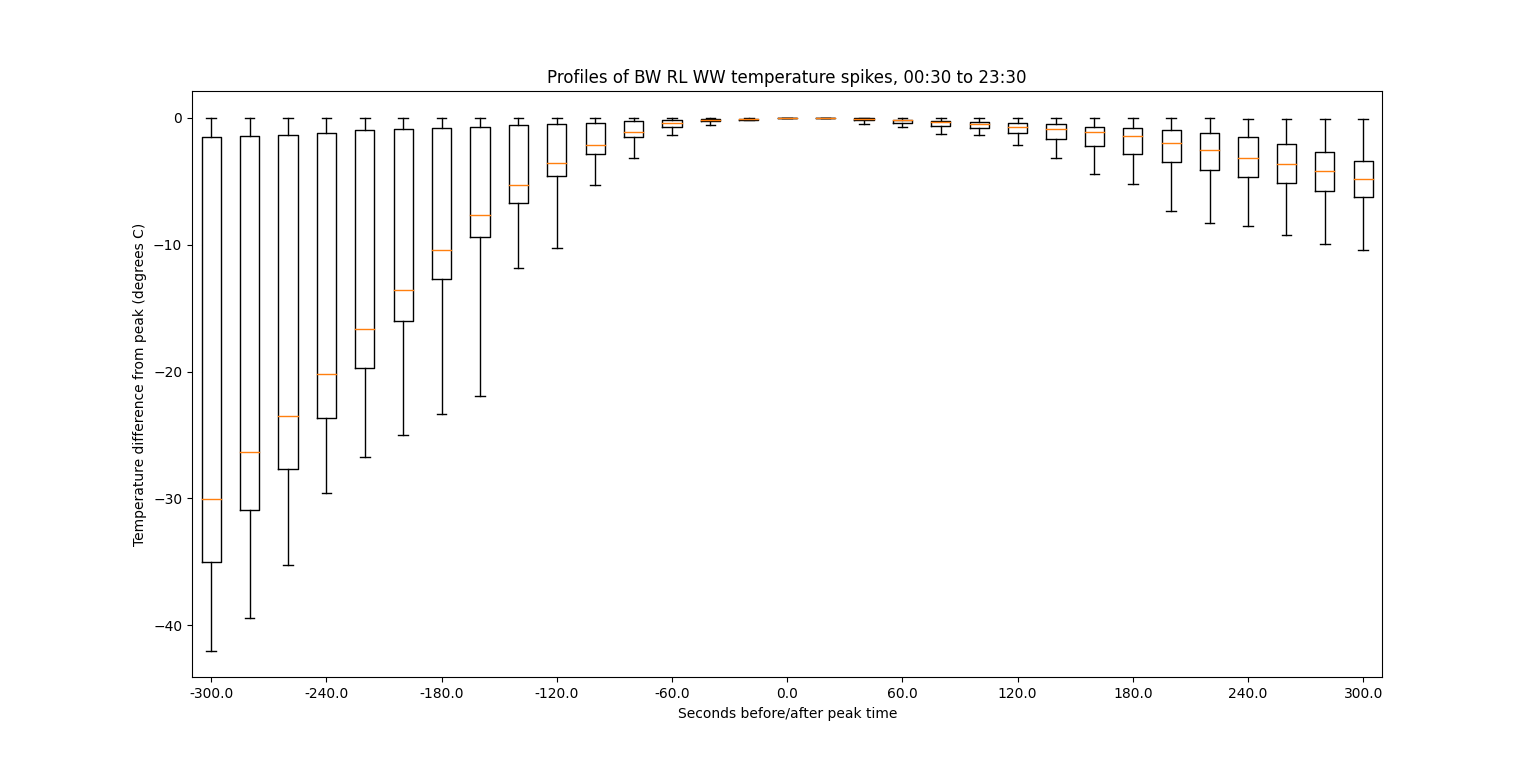 Profiles of BW RL WW temperature spikes, 00:30 to 23:30
Temperature difference from peak (degrees C)
0
−10
−20
−30
−40
-300.0 -240.0 -180.0 -120.0 -60.0 0.0 60.0 120.0 180.0 240.0 300.0
Seconds before/after peak time